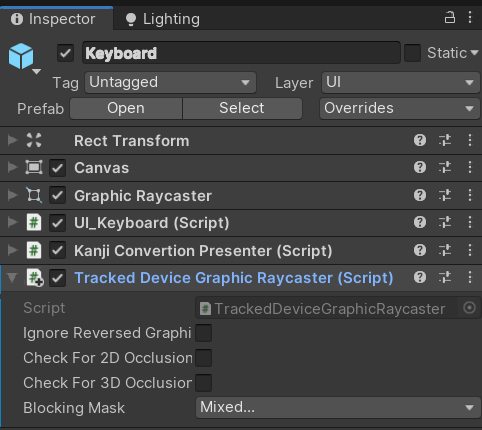 Inspector Lighting
Keyboard Static
Tag Untagged Layer UI
Prefab Open Select Overrides
Rect Transform
Canvas
Graphic Raycaster
# UI_Keyboard (Script)
# Kanji Convertion Presenter (Script)
# Tracked Device Graphic Raycaster (Script)
Script # TrackedDeviceGraphicRaycaster
Ignore Reversed Graphi
Check For 2D Occlusion
Check For 3D Occlusion
Blocking Mask Mixed...